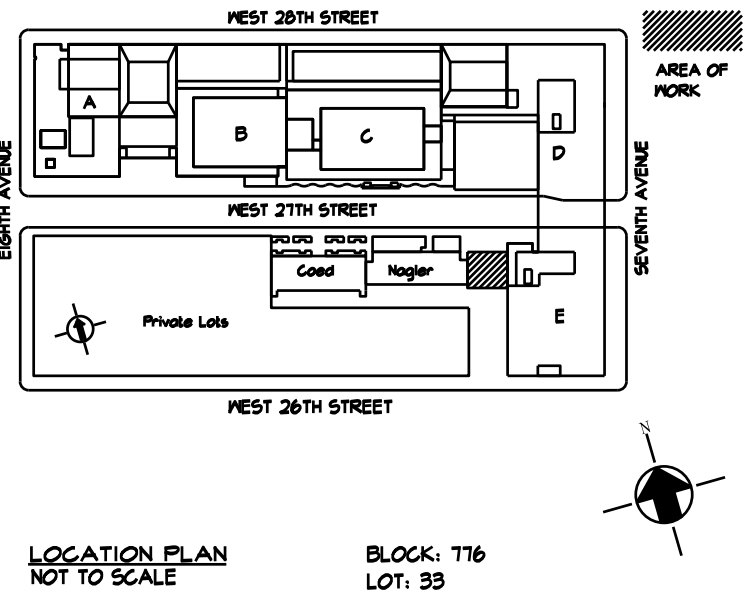 WEST 28TH STREET
AREA OF
WORK
A
B
C
D
EIGHTH AVENUE
SEVENTH AVENUE
WEST 27TH STREET
Coed
Nagler
E
Private Lots
WEST 26TH STREET
N
LOCATION PLAN
NOT TO SCALE
BLOCK: 776
LOT: 33